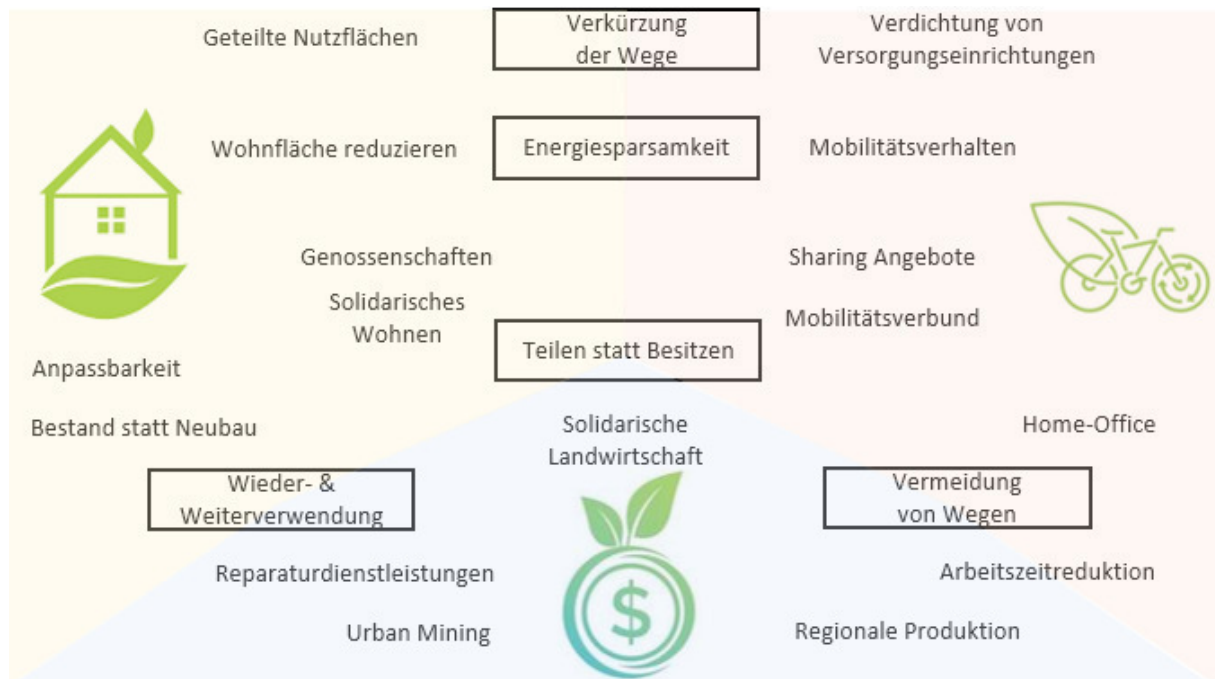 Geteilte Nutzflächen
Verkürzung
der Wege
Verdichtung von
Versorgungseinrichtungen
Wohnfläche reduzieren
Energiesparsamkeit
Mobilitätsverhalten
Genossenschaften
Sharing Angebote
Solidarisches
Wohnen
Mobilitätsverbund
Teilen statt Besitzen
Anpassbarkeit
Bestand statt Neubau
Solidarische
Landwirtschaft
Home-Office
Wieder- &
Weiterverwendung
Vermeidung
von Wegen
Reparaturdienstleistungen
Arbeitszeitreduktion
Urban Mining
$
Regionale Produktion